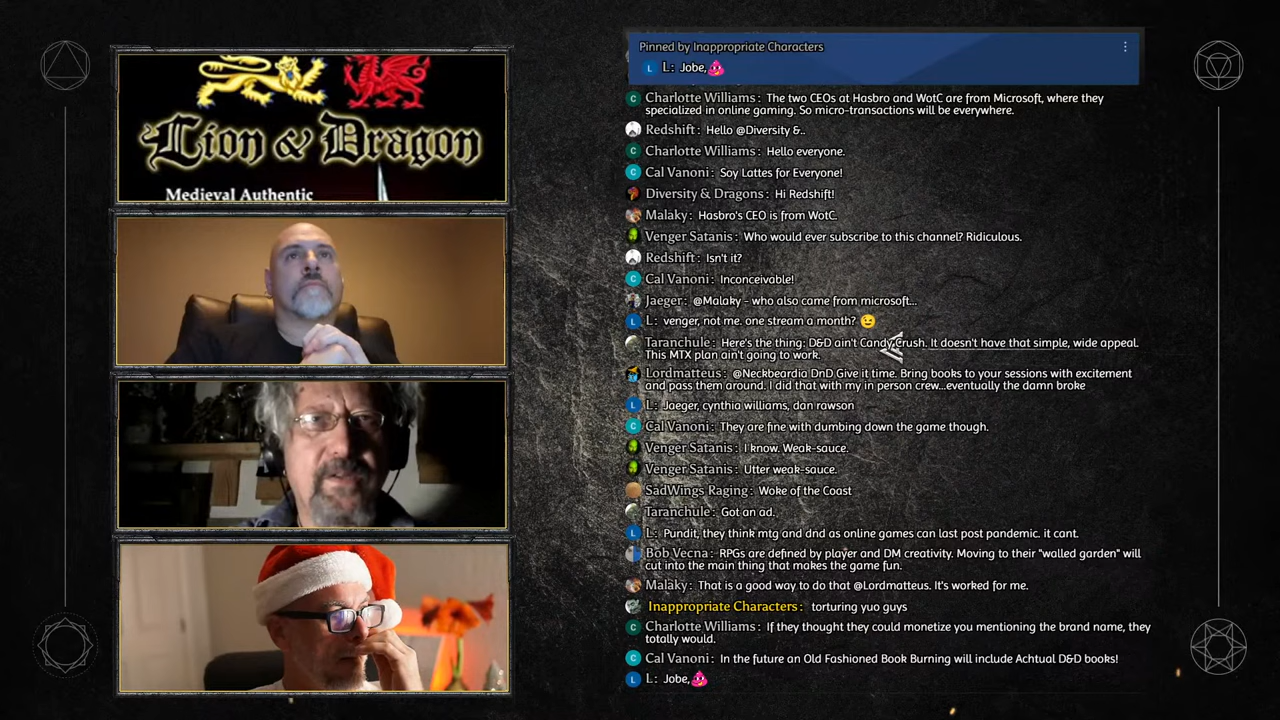 Lion & Dragon
Medieval Authentic
Pinned by Inappropriate Characters
L L: Jobe,
C Charlotte Williams: The two CEOs at Hasbro and WotC are from Microsoft, where they
specialized in online gaming. So micro-transactions will be everywhere.
Redshift: Hello @Diversity &..
C Charlotte Williams: Hello everyone.
C Cal Vanoni: Soy Lattes for Everyone!
Diversity & Dragons: Hi Redshift!
Malaky: Hasbro's CEO is from WotC.
Venger Satanis: Who would ever subscribe to this channel? Ridiculous.
Redshift: Isn't it?
C Cal Vanoni: Inconceivable!
Jaeger: @Malaky - who also came from microsoft...
L L: venger, not me. one stream a month? 😉
Taranchule: Here's the thing: D&D ain't Candy Crush. It doesn't have that simple, wide appeal.
This MTX plan ain't going to work.
Lordmatteus: @Neckbeardia DnD Give it time. Bring books to your sessions with excitement
and pass them around. I did that with my in person crew...eventually the damn broke
L L: Jaeger, cynthia williams, dan rawson
C Cal Vanoni: They are fine with dumbing down the game though.
Venger Satanis: I know. Weak-sauce.
Venger Satanis: Utter weak-sauce.
SadWings Raging: Woke of the Coast
Taranchule: Got an ad.
L L: Pundit, they think mtg and dnd as online games can last post pandemic. it cant.
Bob Vecna: RPGs are defined by player and DM creativity. Moving to their "walled garden" will
cut into the main thing that makes the game fun.
Malaky: That is a good way to do that @Lordmatteus. It's worked for me.
Inappropriate Characters: torturing yuo guys
C Charlotte Williams: If they thought they could monetize you mentioning the brand name, they
totally would.
C Cal Vanoni: In the future an Old Fashioned Book Burning will include Achtual D&D books!
L L: Jobe,